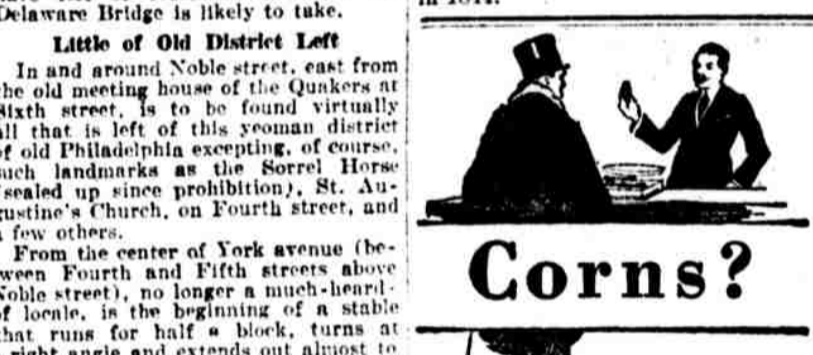 Delaware Bridge is likely to take.
Little of Old District Left
In and around Noble street, east from
the old meeting house of the Quakers at
Sixth street, is to be found virtually
all that is left of this yeoman district
of old Philadelphia excepting, of course,
such landmarks as the Sorrel Horse
(sealed up since prohibition), St. Au-
gustine's Church, on Fourth street, and
a few others.
From the center of York avenue (be-
tween Fourth and Fifth streets above
Noble street), no longer a much-heard-
of locale, is the beginning of a stable
that runs for half a block, turns at
right angle and extends out almost to
Corns?